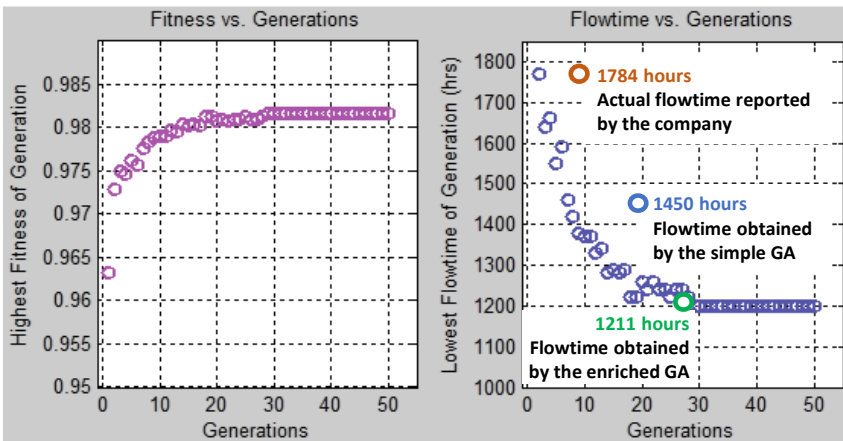 Fitness vs. Generations
Highest Fitness of Generation
0.985
0.98
0.975
0.97
0.965
0.96
0.955
0.95
0 10 20 30 40 50
Generations
Flowtime vs. Generations
Lowest Flowtime of Generation (hrs)
1800
1700
1600
1500
1400
1300
1200
1100
1000
1784 hours
Actual flowtime reported
by the company
1450 hours
Flowtime obtained
by the simple GA
1211 hours
Flowtime obtained
by the enriched GA
0 10 20 30 40 50
Generations